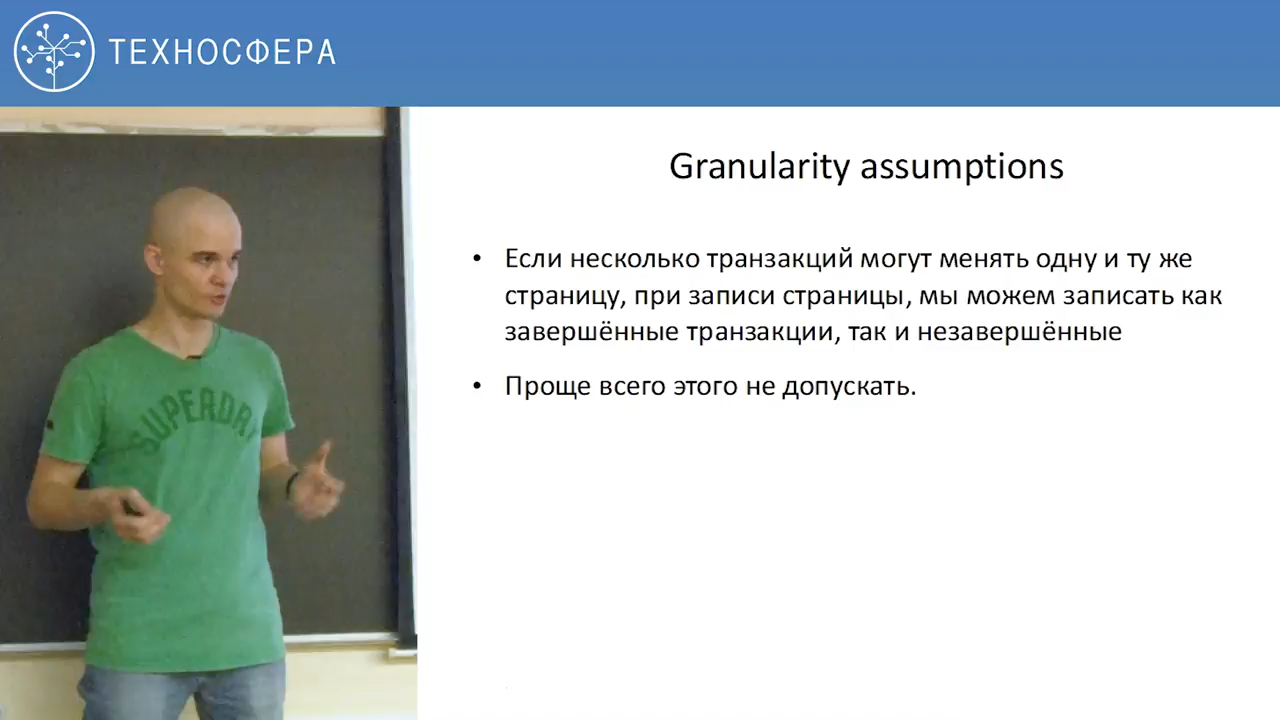 ТЕХНОСФЕРА
Granularity assumptions
• Если несколько транзакций могут менять одну и ту же
страницу, при записи страницы, мы можем записать как
завершённые транзакции, так и незавершённые
• Проще всего этого не допускать.
SUPERDRY